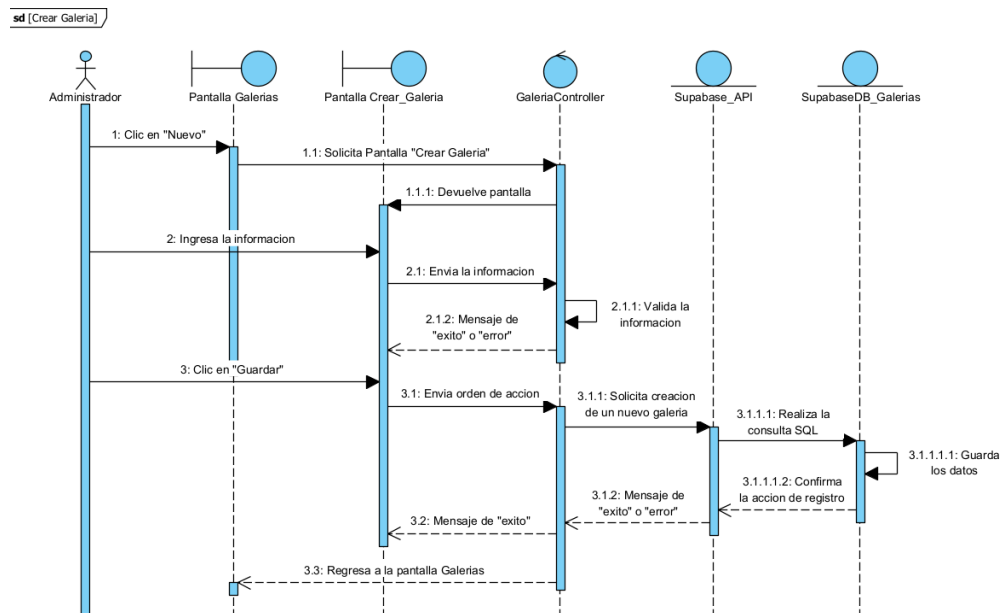 sd [Crear Galeria]
Administrador
Pantalla Galerias
Pantalla Crear_Galeria
GaleriaController
Supabase_API
SupabaseDB_Galerias
1: Clic en "Nuevo"
1.1: Solicita Pantalla "Crear Galeria"
1.1.1: Devuelve pantalla
2: Ingresa la informacion
2.1: Envia la informacion
2.1.1: Valida la
informacion
2.1.2: Mensaje de
"exito" o "error"
3: Clic en "Guardar"
3.1: Envia orden de accion
3.1.1: Solicita creacion
de un nuevo galeria
3.1.1.1: Realiza la
consulta SQL
3.1.1.1.1: Guarda
los datos
3.1.1.1.2: Confirma
la accion de registro
3.1.2: Mensaje de
"exito" o "error"
3.2: Mensaje de "exito"
3.3: Regresa a la pantalla Galerias